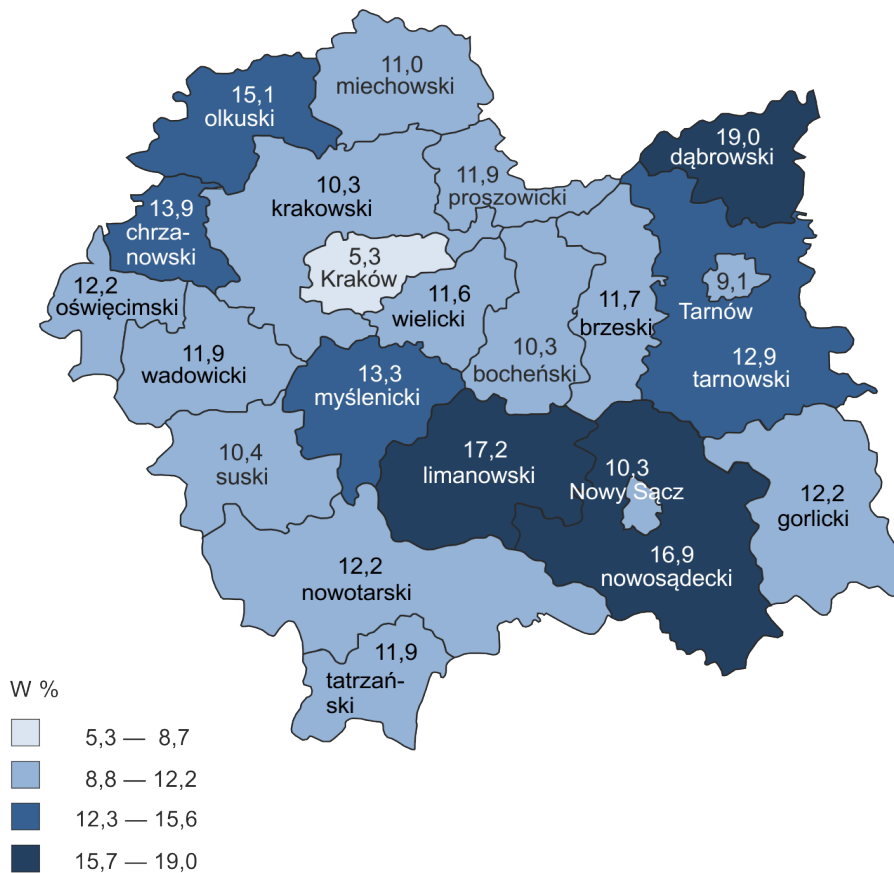 11,0
miechowski
15,1
olkuski
19,0
dąbrowski
11,9
proszowicki
10,3
krakowski
13,9
chrza-
nowski
5,3
Kraków
12,2
oświęcimski
9,1
Tarnów
11,6
wielicki
11,7
brzeski
10,3
bocheński
11,9
wadowicki
12,9
tarnowski
13,3
myślenicki
10,4
suski
17,2
limanowski
10,3
Nowy Sącz
12,2
gorlicki
16,9
nowosądecki
12,2
nowotarski
11,9
tatrzań-
ski
W %
5,3 — 8,7
8,8 — 12,2
12,3 — 15,6
15,7 — 19,0